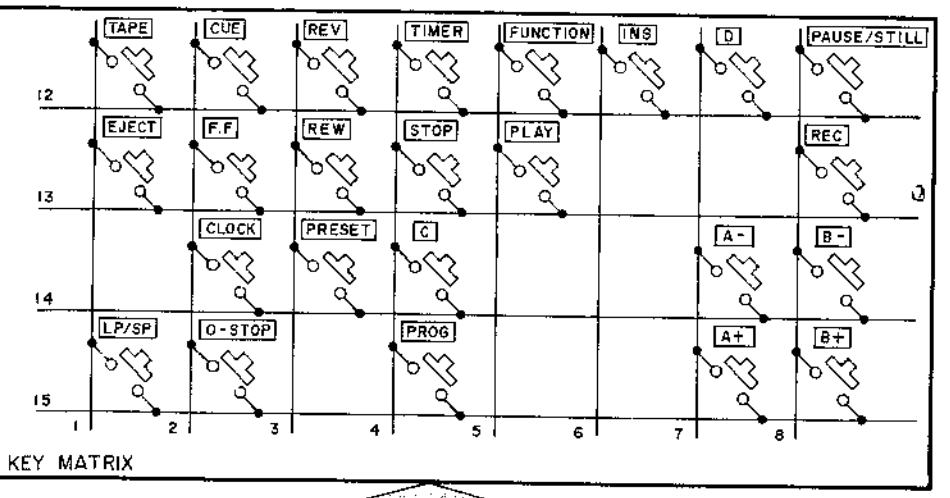 TAPE CUE REV TIMER FUNCTION INS D PAUSE/STILL
12
EJECT F.F REW STOP PLAY REC
13
CLOCK PRESET C A- B-
14
LP/SP O-STOP PROG A+ B+
15
1 2 3 4 5 6 7 8
KEY MATRIX